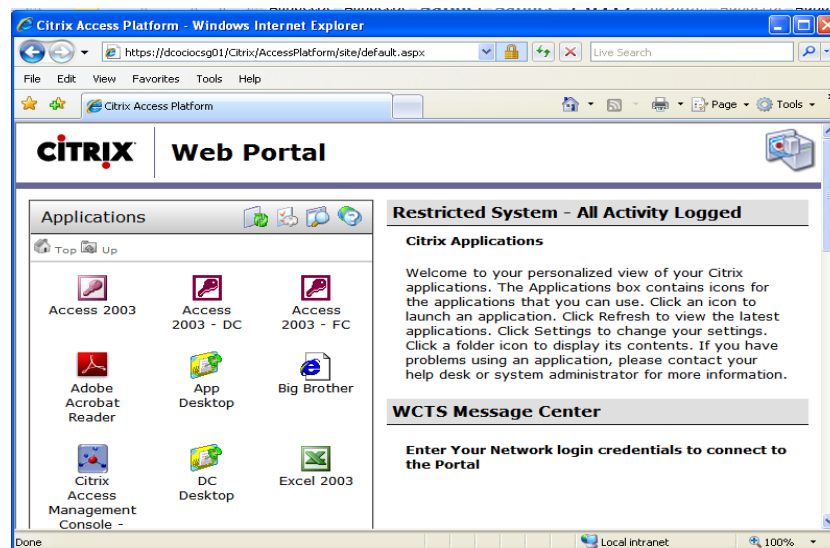 Citrix Access Platform - Windows Internet Explorer
https://dcociocsg01/Citrix/AccessPlatform/site/default.aspx
Live Search
File Edit View Favorites Tools Help
Citrix Access Platform
Page Tools
CITRIX Web Portal
Applications
Top Up
Access 2003
Access
2003 - DC
Access
2003 - FC
Adobe
Acrobat
Reader
App
Desktop
Big Brother
Citrix
Access
Management
Console -
DC
Desktop
Excel 2003
Restricted System - All Activity Logged
Citrix Applications
Welcome to your personalized view of your Citrix
applications. The Applications box contains icons for
the applications that you can use. Click an icon to
launch an application. Click Refresh to view the latest
applications. Click Settings to change your settings.
Click a folder icon to display its contents. If you have
problems using an application, please contact your
help desk or system administrator for more information.
WCTS Message Center
Enter Your Network login credentials to connect to
the Portal
Done
Local intranet
100%